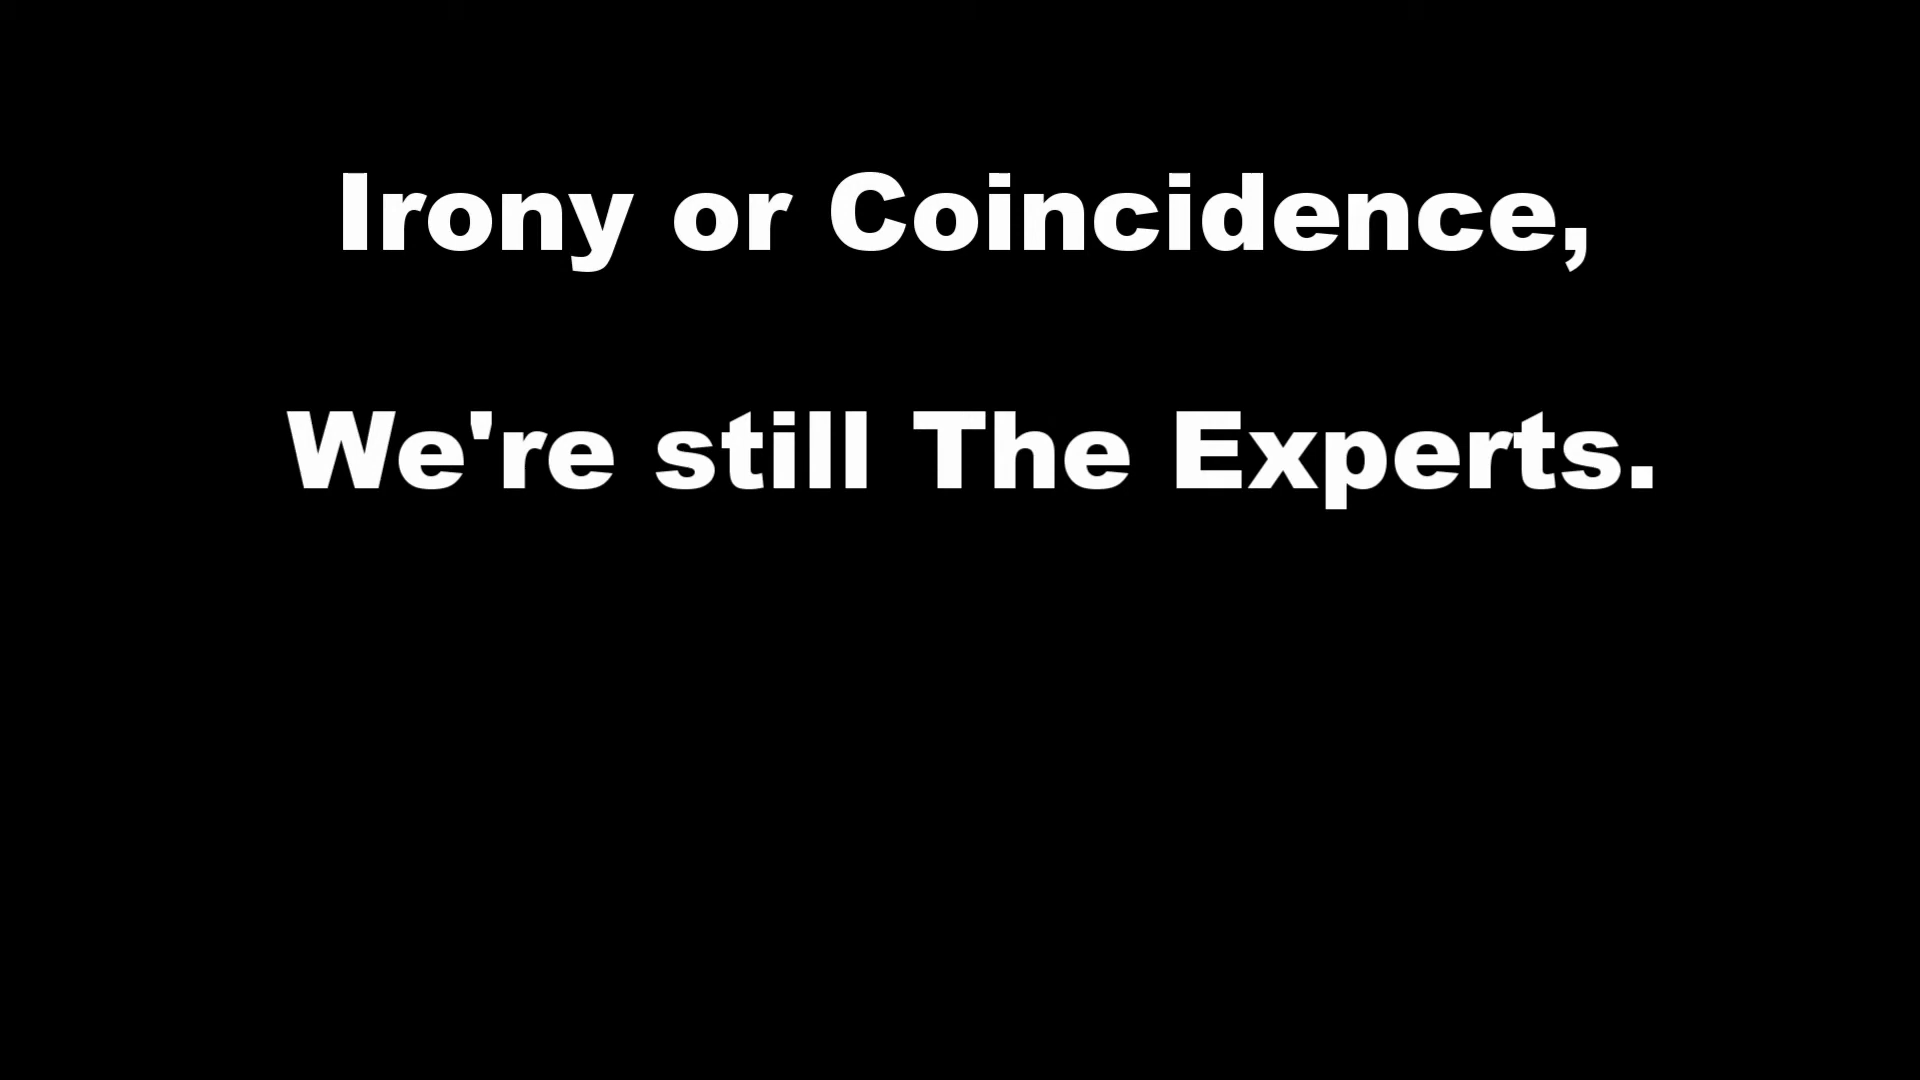 Irony or Coincidence,
We're still The Experts.